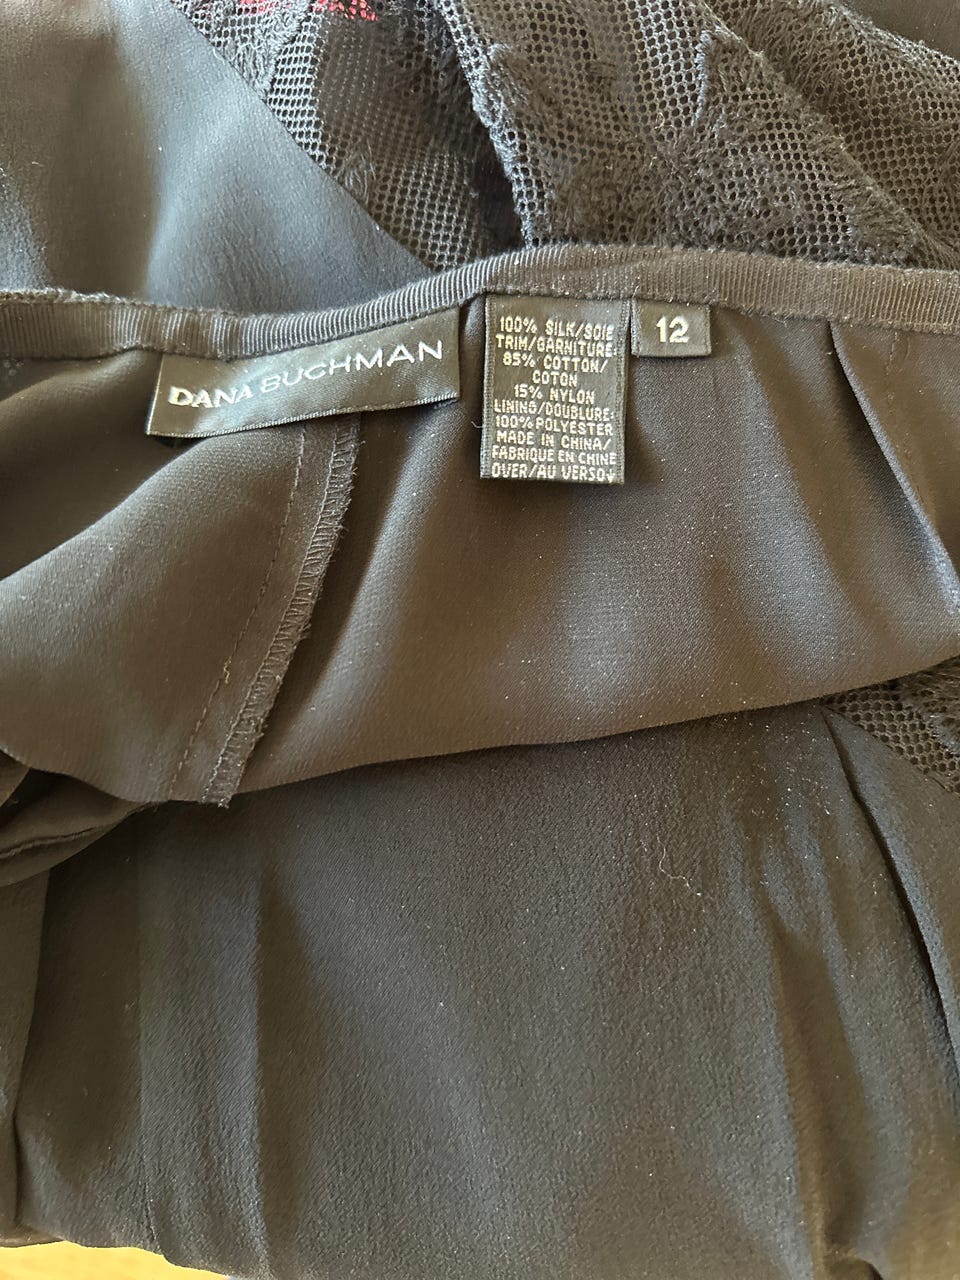 DANA BUCHMAN
100% SILK/SOIE
TRIM/GARNITURE:
85% COTTON/
COTON
15% NYLON
LINING/DOUBLURE:
100% POLYESTER
MADE IN CHINA/
FABRIQUE EN CHINE
OVER/AU VERSO↓
12